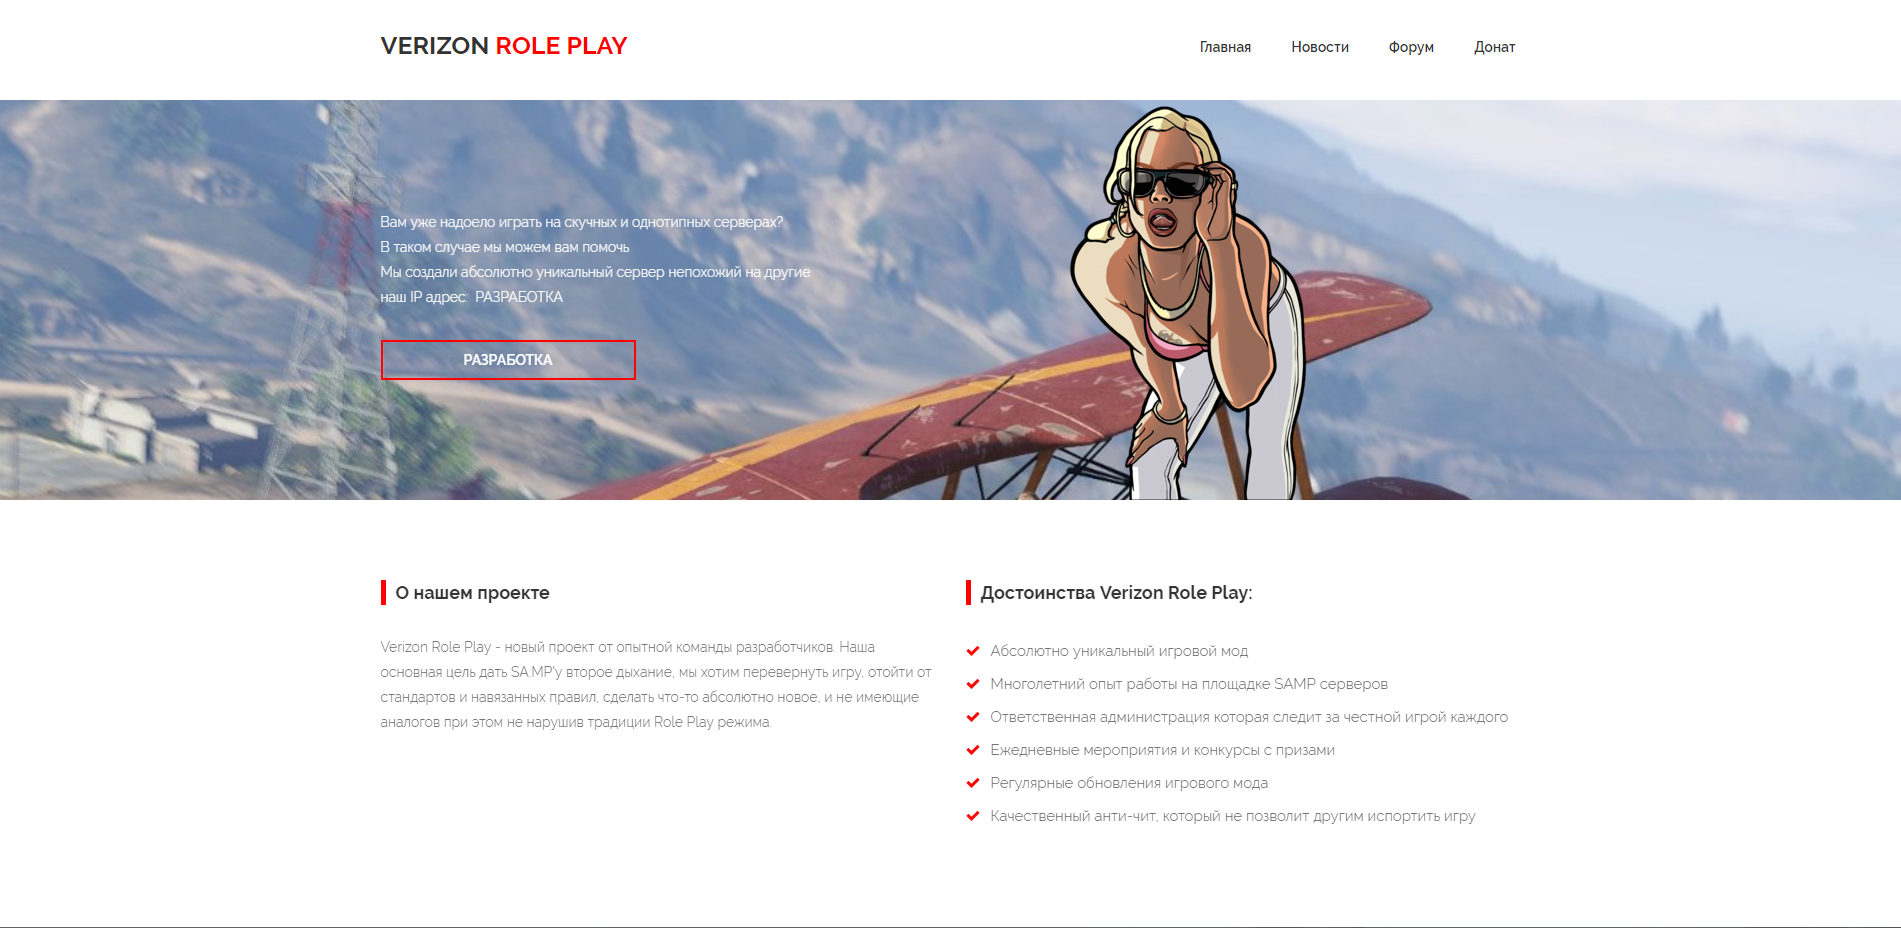 VERIZON ROLE PLAY
Главная Новости Форум Донат
Вам уже надоело играть на скучных и однотипных серверах?
В таком случае мы можем вам помочь
Мы создали абсолютно уникальный сервер непохожий на другие
наш IP адрес: РАЗРАБОТКА
РАЗРАБОТКА
О нашем проекте
Verizon Role Play - новый проект от опытной команды разработчиков. Наша
основная цель дать SA:MP'у второе дыхание, мы хотим перевернуть игру, отойти от
стандартов и навязанных правил, сделать что-то абсолютно новое, и не имеющие
аналогов при этом не нарушив традиции Role Play режима.
Достоинства Verizon Role Play:
Абсолютно уникальный игровой мод
Многолетний опыт работы на площадке SAMP серверов
Ответственная администрация которая следит за честной игрой каждого
Ежедневные мероприятия и конкурсы с призами
Регулярные обновления игрового мода
Качественный анти-чит, который не позволит другим испортить игру